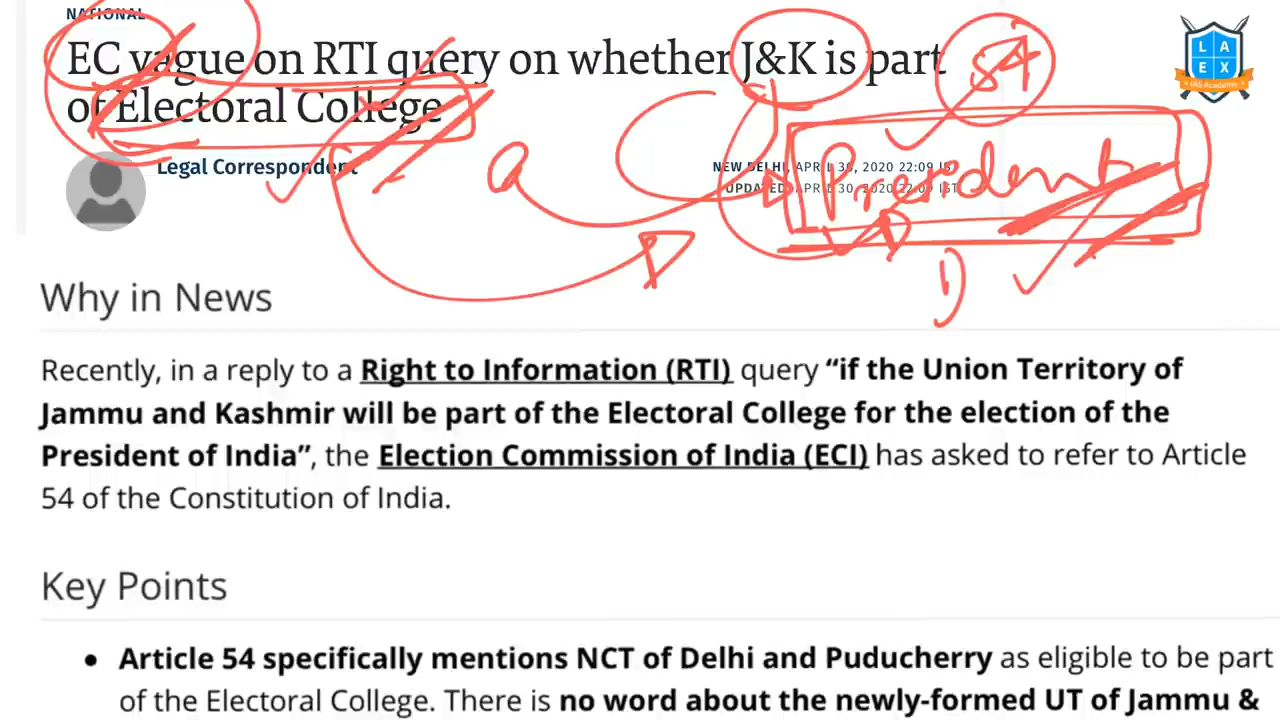 NATIONAL
EC vague on RTI query on whether J&K is part
of Electoral College
54
LA
EX
IAS Academy
Legal Correspondent
NEW DELHI, APRIL 30, 2020 22:09 IST
UPDATED: APRIL 30, 2020 22:09 IST
President
1)
Why in News
Recently, in a reply to a Right to Information (RTI) query “if the Union Territory of
Jammu and Kashmir will be part of the Electoral College for the election of the
President of India”, the Election Commission of India (ECI) has asked to refer to Article
54 of the Constitution of India.
Key Points
• Article 54 specifically mentions NCT of Delhi and Puducherry as eligible to be part
of the Electoral College. There is no word about the newly-formed UT of Jammu &